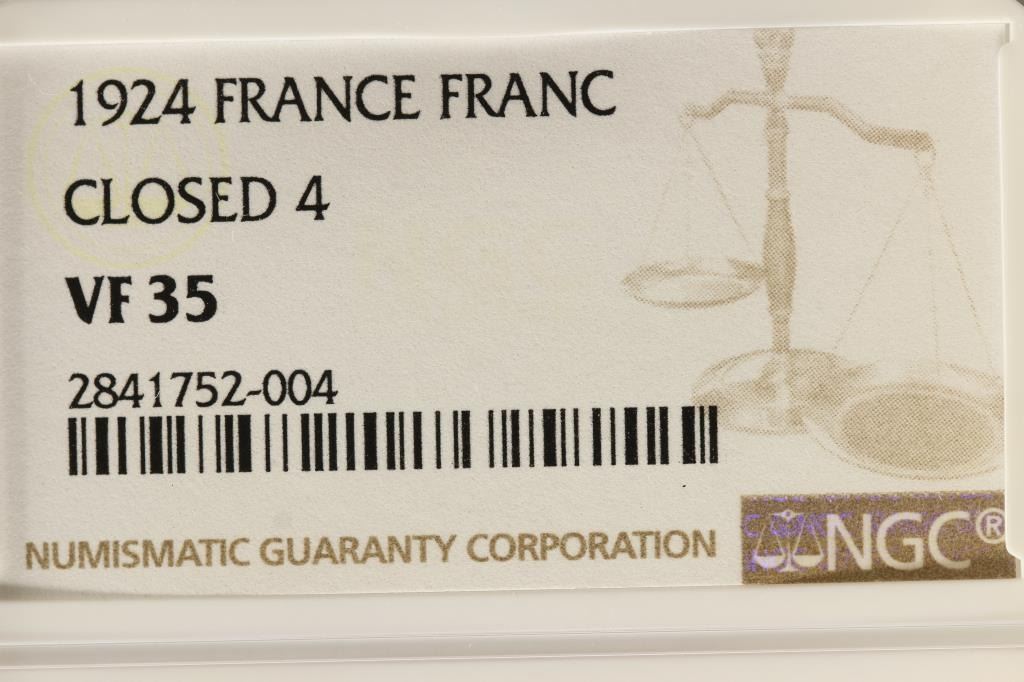 1924 FRANCE FRANC
CLOSED 4
VF 35
2841752-004
NUMISMATIC GUARANTY CORPORATION
NGC®